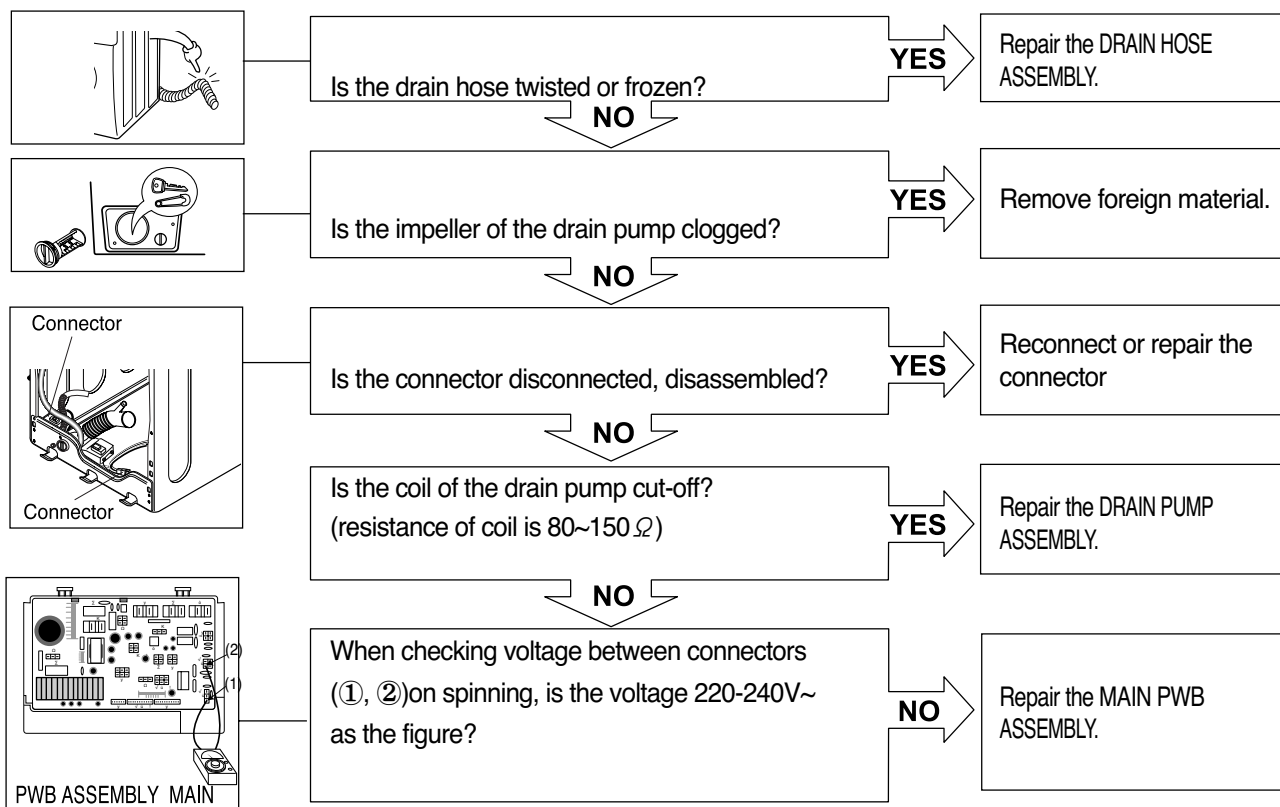 Is the drain hose twisted or frozen?
YES
Repair the DRAIN HOSE
ASSEMBLY.
NO
Is the impeller of the drain pump clogged?
YES
Remove foreign material.
NO
Connector
Connector
Is the connector disconnected, disassembled?
YES
Reconnect or repair the
connector
NO
Is the coil of the drain pump cut-off?
(resistance of coil is 80~150 Ω)
YES
Repair the DRAIN PUMP
ASSEMBLY.
NO
(2)
(1)
PWB ASSEMBLY MAIN
When checking voltage between connectors
(①, ②)on spinning, is the voltage 220-240V~
as the figure?
NO
Repair the MAIN PWB
ASSEMBLY.